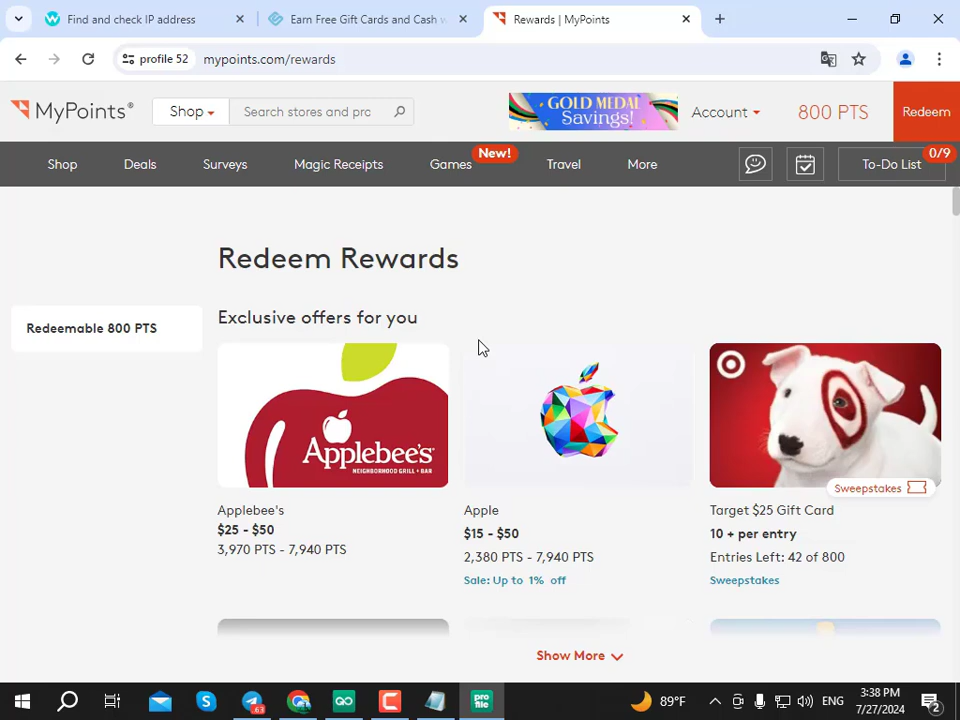 Find and check IP address
Earn Free Gift Cards and Cash w
Rewards | MyPoints
profile 52
mypoints.com/rewards
MyPoints®
Shop
Search stores and pro
GOLD MEDAL
Savings!
Account
800 PTS
Redeem
Shop
Deals
Surveys
Magic Receipts
Games
New!
Travel
More
To-Do List
0/9
Redeem Rewards
Redeemable 800 PTS
Exclusive offers for you
Applebee's
NEIGHBORHOOD GRILL + BAR
Sweepstakes
Applebee's
$25 - $50
3,970 PTS - 7,940 PTS
Apple
$15 - $50
2,380 PTS - 7,940 PTS
Sale: Up to 1% off
Target $25 Gift Card
10 + per entry
Entries Left: 42 of 800
Sweepstakes
Show More
63
pro
file
89°F
ENG
3:38 PM
7/27/2024
2